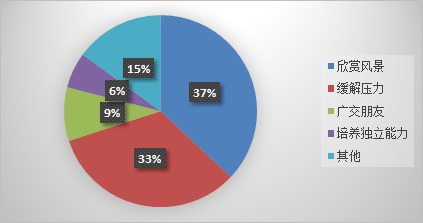 15%
37%
6%
9%
33%
欣赏风景
缓解压力
广交朋友
培养独立能力
其他